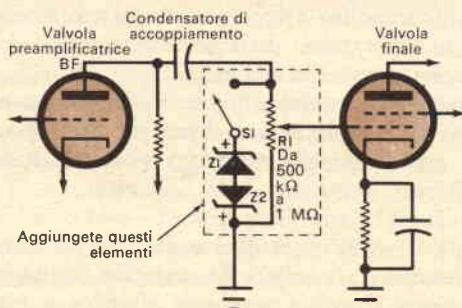 Valvola
preamplificatrice
BF
Condensatore di
accoppiamento
Valvola
finale
S1
Z1
Z2
+
+
R1
Da
500
kΩ
a
1 MΩ
Aggiungete questi
elementi